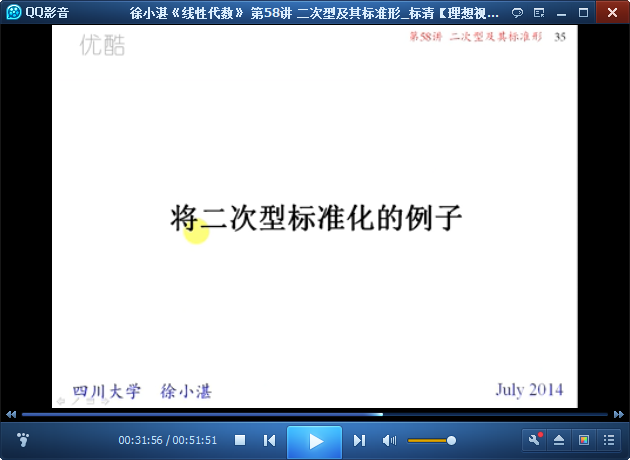 QQ影音
徐小湛《线性代数》 第58讲 二次型及其标准形_标清【理想视...
优酷
第58讲 二次型及其标准形 35
将二次型标准化的例子
四川大学 徐小湛
July 2014
00:31:56 / 00:51:51